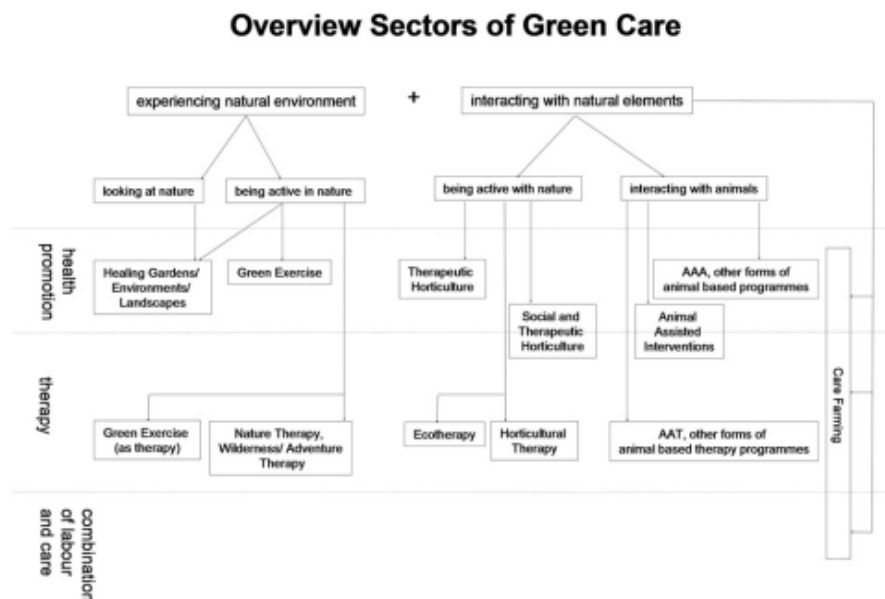 Overview Sectors of Green Care
experiencing natural environment
+
interacting with natural elements
looking at nature
being active in nature
being active with nature
interacting with animals
health
promotion
Healing Gardens/
Environments/
Landscapes
Green Exercise
Therapeutic
Horticulture
AAA, other forms of
animal based programmes
Social and
Therapeutic
Horticulture
Animal
Assisted
Interventions
Care Farming
therapy
Green Exercise
(as therapy)
Nature Therapy,
Wilderness/ Adventure
Therapy
Ecotherapy
Horticultural
Therapy
AAT, other forms of
animal based therapy programmes
combination
of labour
and care